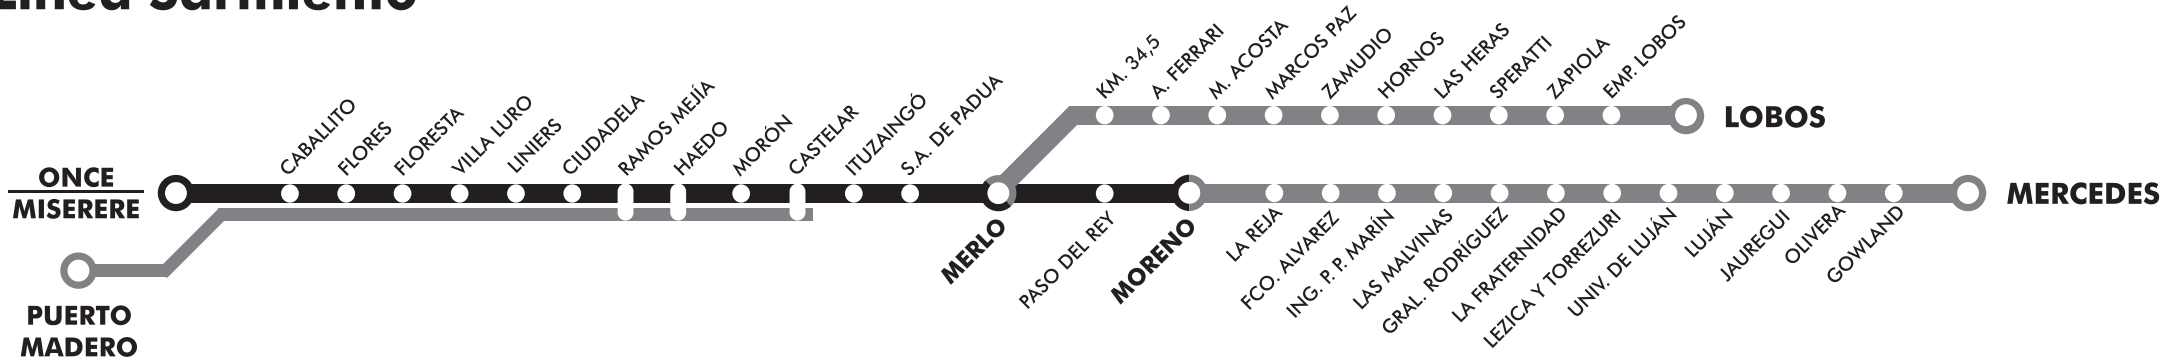 Línea Sarmiento
ONCE
MISERERE
PUERTO
MADERO
CABALLITO
FLORES
FLORESTA
VILLA LURO
LINIERS
CIUDADELA
RAMOS MEJÍA
HAEDO
MORÓN
CASTELAR
ITUZAINGÓ
S.A. DE PADUA
MERLO
KM. 34,5
A. FERRARI
M. ACOSTA
MARCOS PAZ
ZAMUDIO
HORNOS
LAS HERAS
SPERATTI
ZAPIOLA
EMP. LOBOS
LOBOS
PASO DEL REY
MORENO
LA REJA
FCO. ALVAREZ
ING. P. P. MARÍN
LAS MALVINAS
GRAL. RODRÍGUEZ
LA FRATERNIDAD
LEZICA Y TORREZURI
UNIV. DE LUJÁN
LUJÁN
JAUREGUI
OLIVERA
GOWLAND
MERCEDES